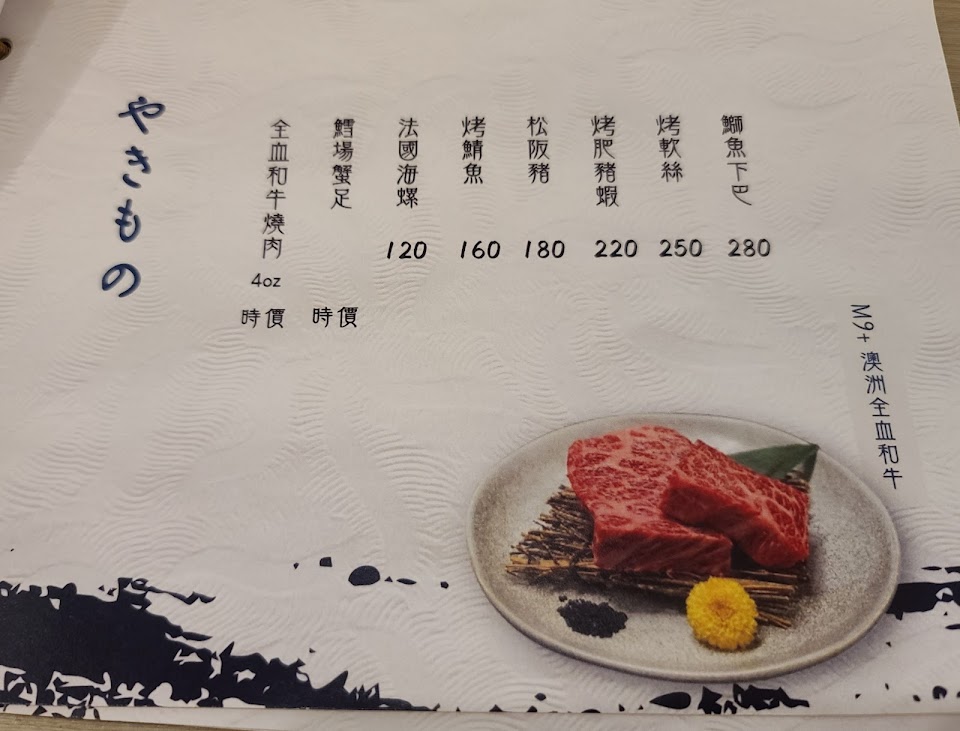 やきもの
全血和牛燒肉
4oz
時價
鱈場蟹足
時價
法國海螺
120
烤鯖魚
160
松阪豬
180
烤肥豬蝦
220
烤軟絲
250
鰤魚下巴
280
M9+ 澳洲全血和牛